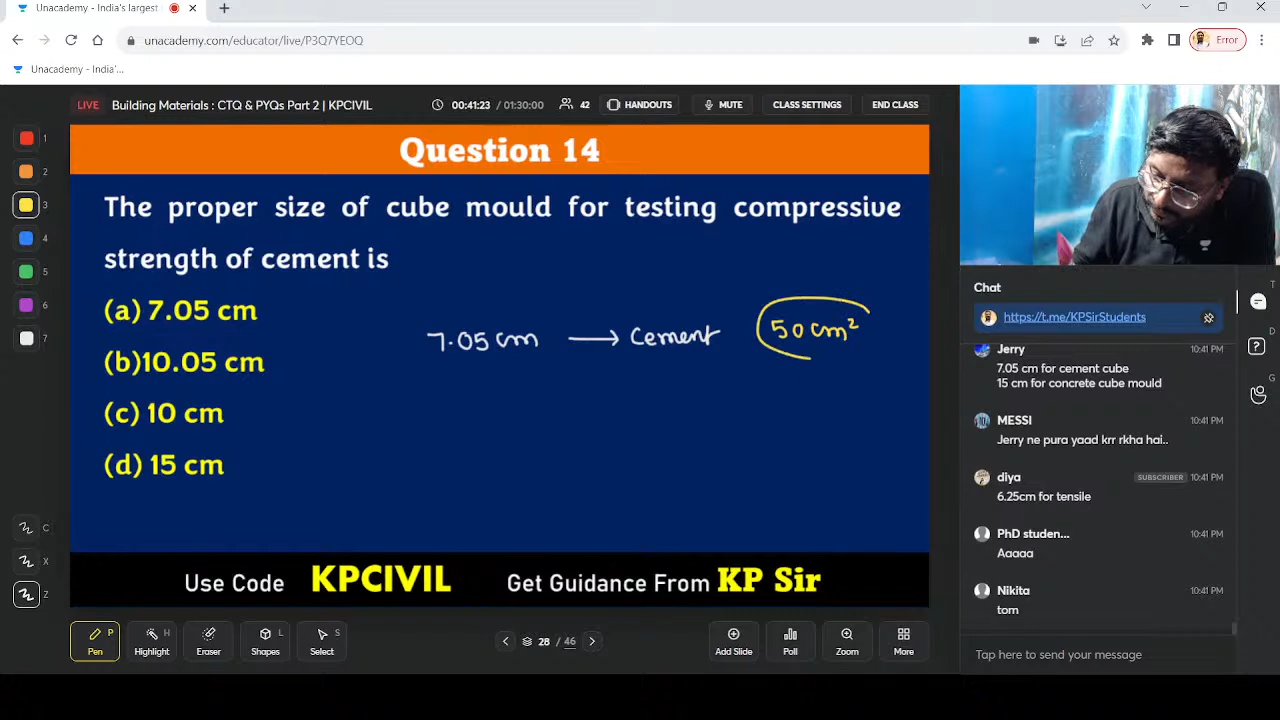 Unacademy - India's largest
unacademy.com/educator/live/P3Q7YEOQ
Error
Unacademy - India'...
LIVE
Building Materials : CTQ & PYQs Part 2 | KPCIVIL
00:41:23 / 01:30:00
42
HANDOUTS
MUTE
CLASS SETTINGS
END CLASS
1
2
3
4
5
6
7
C
X
Z
Question 14
The proper size of cube mould for testing compressive
strength of cement is
(a) 7.05 cm
(b)10.05 cm
(c) 10 cm
(d) 15 cm
7.05 cm → Cement
50 cm²
Use Code KPCIVIL Get Guidance From KP Sir
Pen P
Highlight H
Eraser E
Shapes L
Select S
28 / 46
Add Slide
Poll
Zoom
More
Chat
https://t.me/KPSirStudents
Jerry 10:41 PM
7.05 cm for cement cube
15 cm for concrete cube mould
MESSI 10:41 PM
Jerry ne pura yaad krr rkha hai..
diya SUBSCRIBER 10:41 PM
6.25cm for tensile
PhD studen... 10:41 PM
Aaaaa
Nikita 10:41 PM
tom
Tap here to send your message
T
Q
G